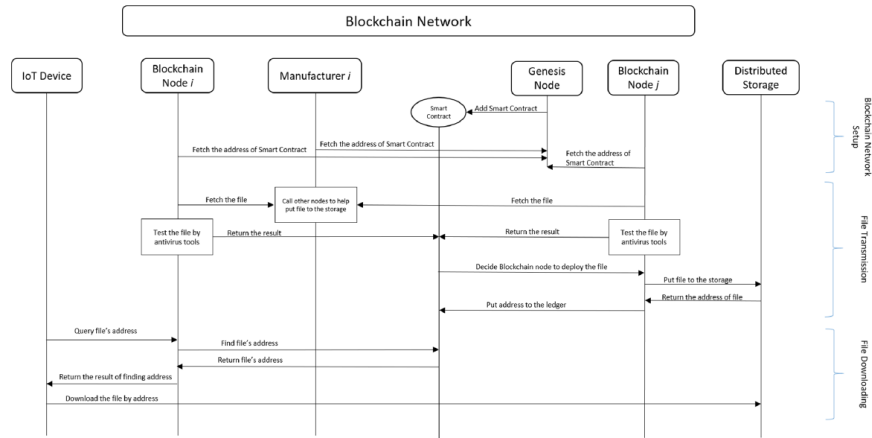 Blockchain Network
IoT Device
Blockchain
Node i
Manufacturer i
Genesis
Node
Blockchain
Node j
Distributed
Storage
Smart
Contract
Add Smart Contract
Fetch the address of Smart Contract
Fetch the address of Smart Contract
Fetch the address of
Smart Contract
Blockchain Network
Setup
Fetch the file
Call other nodes to help
put file to the storage
Fetch the file
Test the file by
antivirus tools
Return the result
Return the result
Test the file by
antivirus tools
Decide Blockchain node to deploy the file
Put file to the storage
Return the address of file
Put address to the ledger
File Transmission
Query file's address
Find file's address
Return file's address
Return the result of finding address
Download the file by address
File Downloading